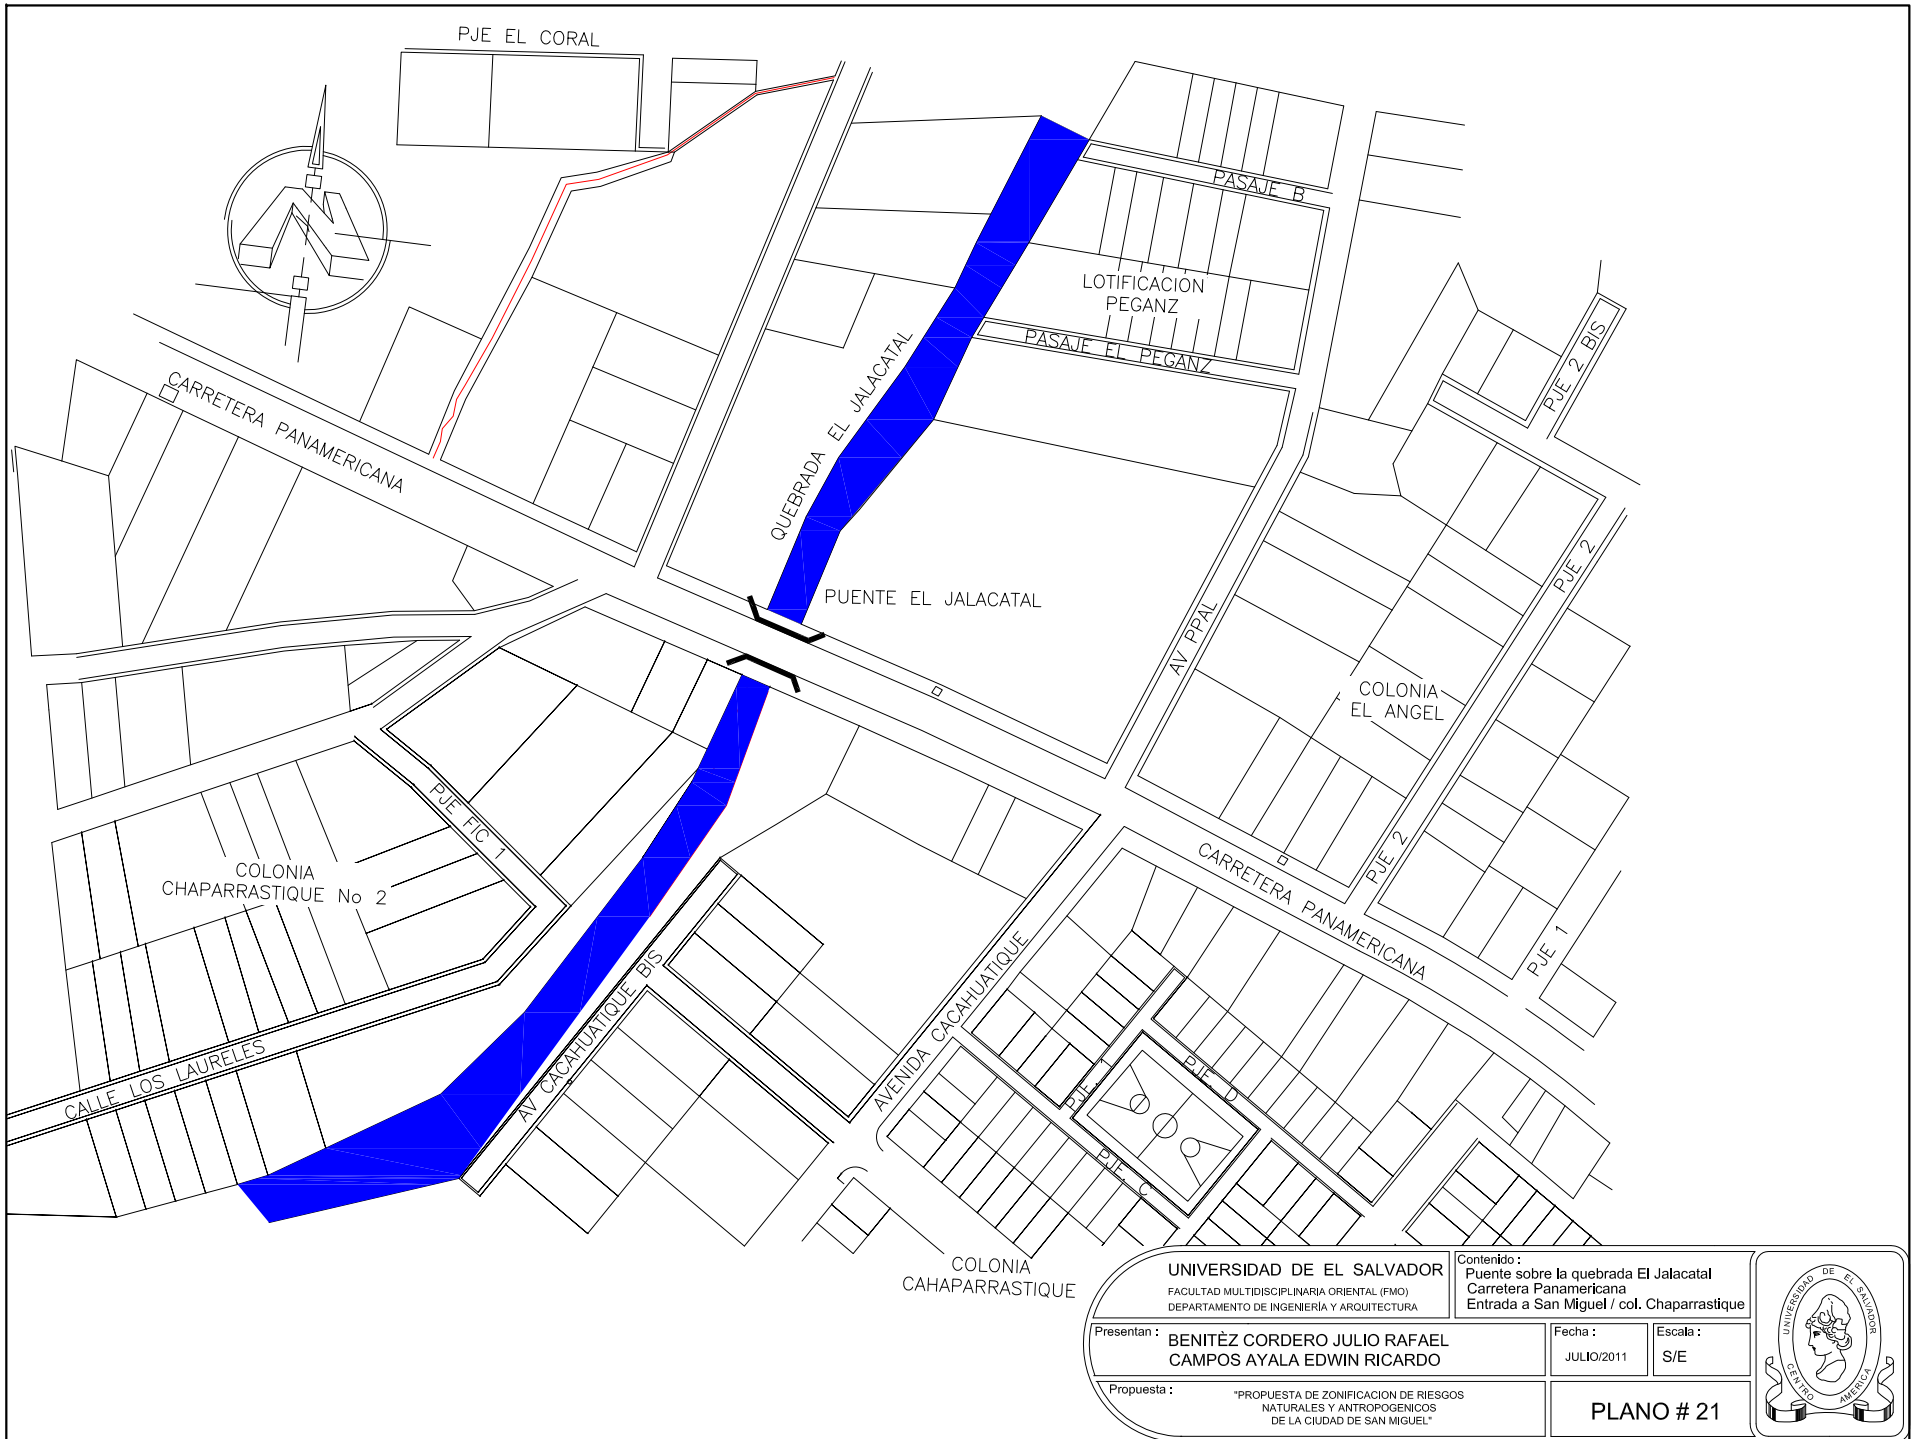 PJE EL CORAL
PASAJE B
LOTIFICACION
PEGANZ
PASAJE EL PEGANZ
QUEBRADA EL JALACATAL
PJE 2 BIS
CARRETERA PANAMERICANA
PJE 2
PUENTE EL JALACATAL
AV PPAL
COLONIA
EL ANGEL
PJE FIC 1
PJE 2
CARRETERA PANAMERICANA
COLONIA
CHAPARRASTIQUE No 2
PJE 1
AV CACAHUATIQUE BIS
AVENIDA CACAHUATIQUE
CALLE LOS LAURELES
PJE. 1
PJE. D
PJE. C
COLONIA
CAHAPARRASTIQUE
UNIVERSIDAD DE EL SALVADOR
FACULTAD MULTIDISCIPLINARIA ORIENTAL (FMO)
DEPARTAMENTO DE INGENIERÍA Y ARQUITECTURA
Contenido :
Puente sobre la quebrada El Jalacatal
Carretera Panamericana
Entrada a San Miguel / col. Chaparrastique
Presentan :
BENITÈZ CORDERO JULIO RAFAEL
CAMPOS AYALA EDWIN RICARDO
Fecha :
JULIO/2011
Escala :
S/E
Propuesta :
"PROPUESTA DE ZONIFICACION DE RIESGOS
NATURALES Y ANTROPOGENICOS
DE LA CIUDAD DE SAN MIGUEL"
PLANO # 21
UNIVERSIDAD DE EL SALVADOR
CENTRO AMERICA